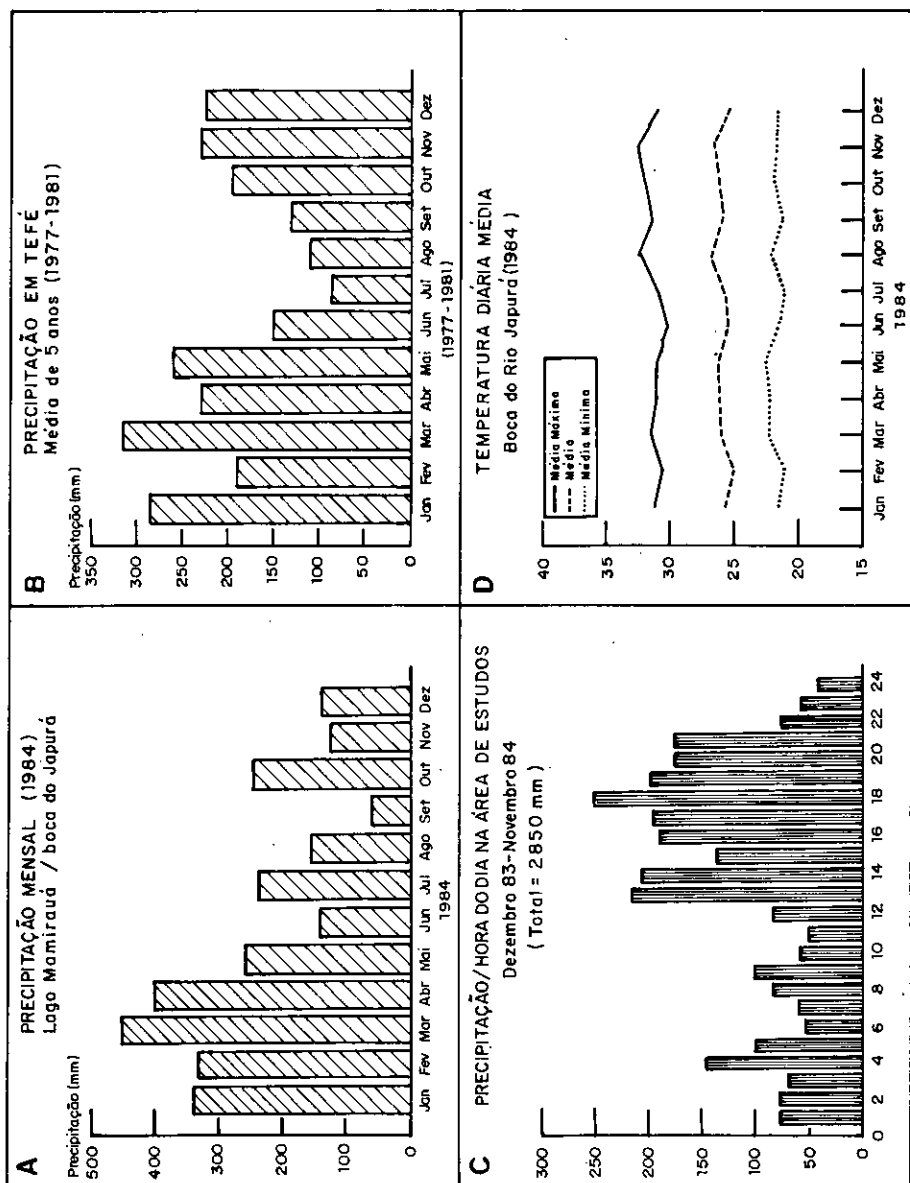 A
PRECIPITAÇÃO MENSAL (1984)
Lago Mamirauá / boca do Japurá
Precipitação (mm)
500
400
300
200
100
0
Jan Fev Mar Abr Mai Jun Jul Ago Set Out Nov Dez
1984
B
PRECIPITAÇÃO EM TEFÉ
Média de 5 anos (1977-1981)
Precipitação (mm)
350
300
250
200
150
100
50
0
Jan Fev Mar Abr Mai Jun Jul Ago Set Out Nov Dez
(1977-1981)
C
PRECIPITAÇÃO/HORA DO DIA NA ÁREA DE ESTUDOS
Dezembro 83-Novembro 84
(Total = 2850 mm)
300
250
200
150
100
50
0
0 2 4 6 8 10 12 14 16 18 20 22 24
D
TEMPERATURA DIÁRIA MÉDIA
Boca do Rio Japurá (1984)
Média Máxima
Média
Média Mínima
40
35
30
25
20
15
Jan Fev Mar Abr Mai Jun Jul Ago Set Out Nov Dez
1984